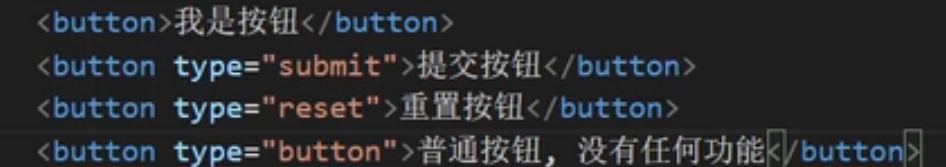 <button>我是按钮</button>
<button type="submit">提交按钮</button>
<button type="reset">重置按钮</button>
<button type="button">普通按钮, 没有任何功能</button>